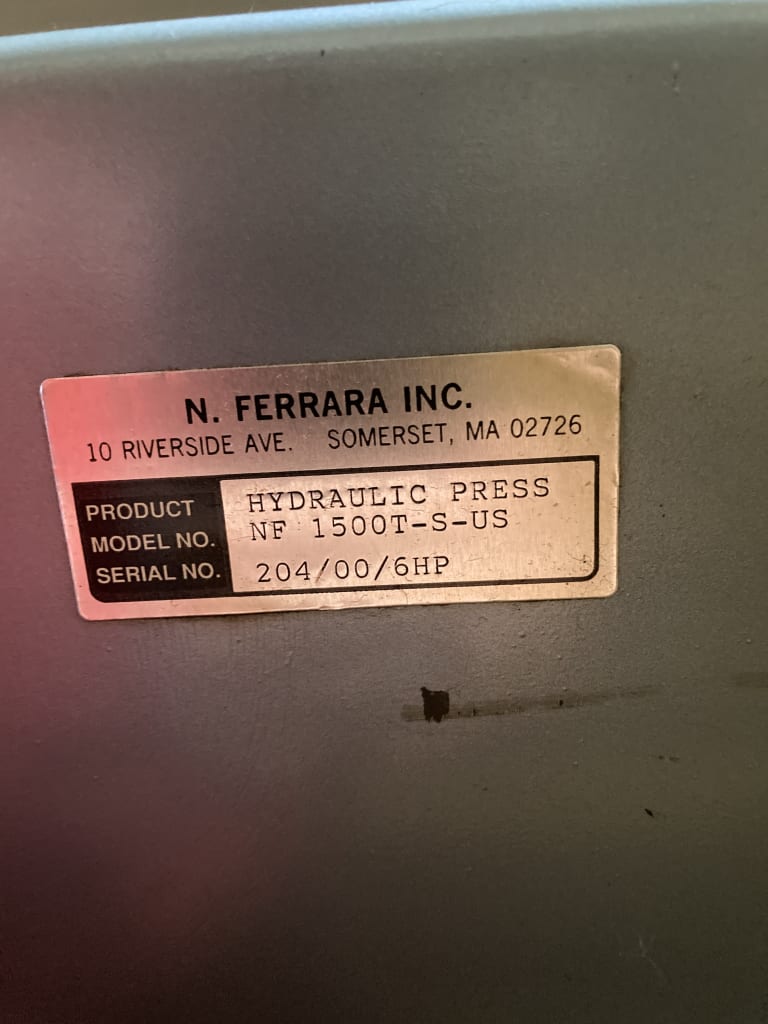 N. FERRARA INC.
10 RIVERSIDE AVE. SOMERSET, MA 02726
PRODUCT HYDRAULIC PRESS
MODEL NO. NF 1500T-S-US
SERIAL NO. 204/00/6HP